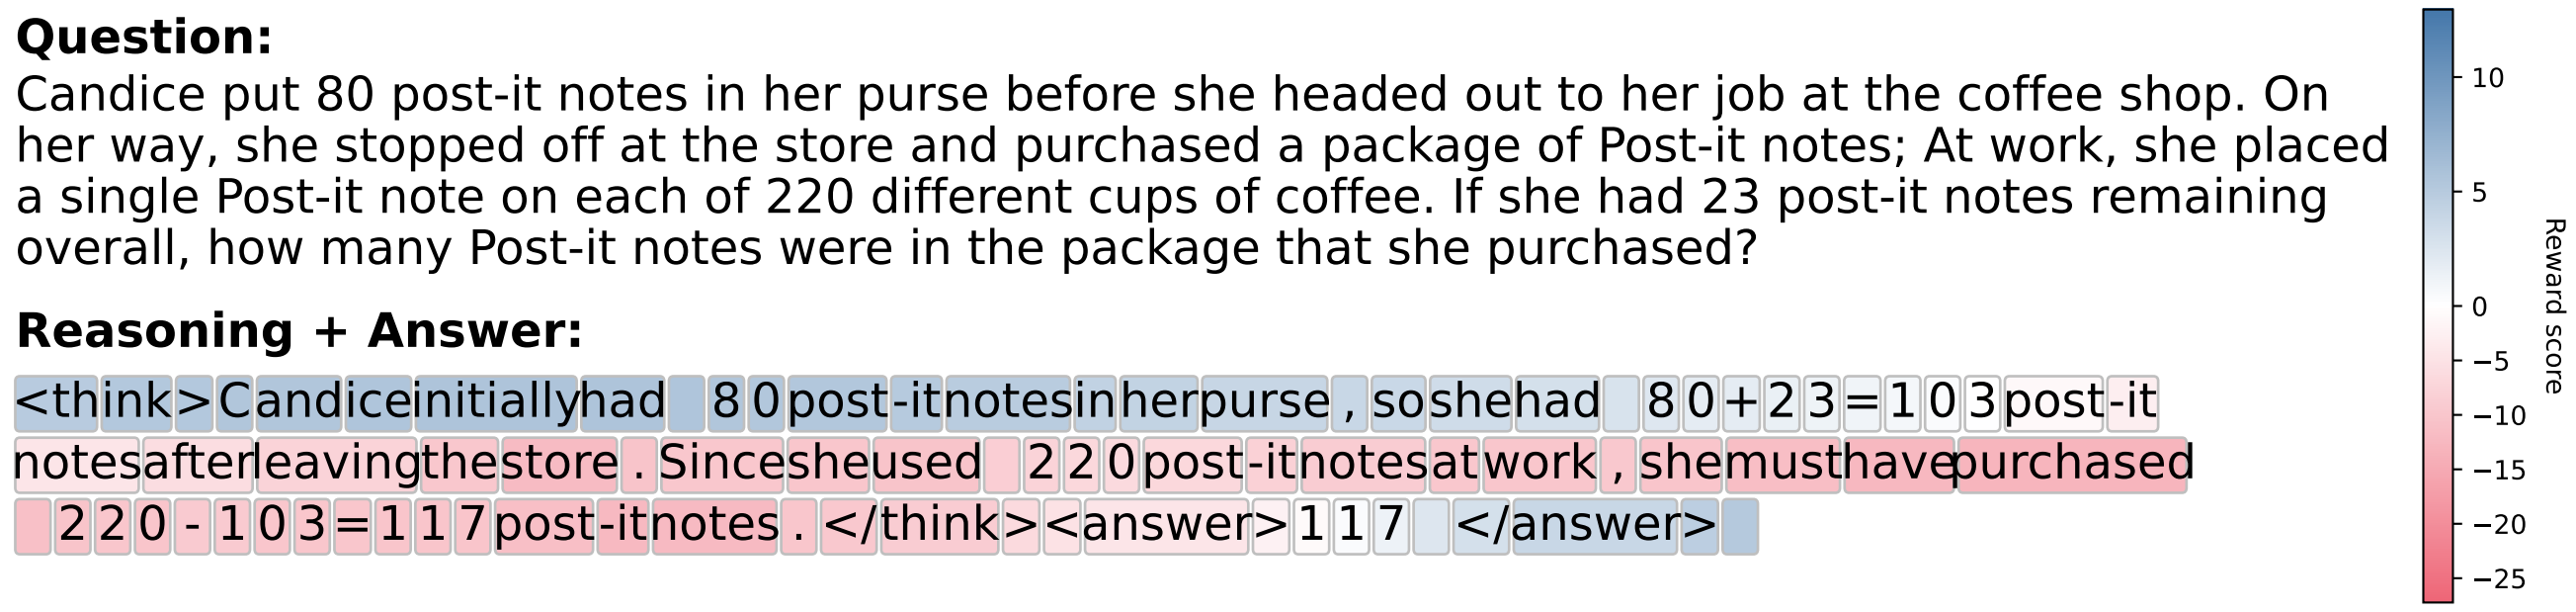 Question:
Candice put 80 post-it notes in her purse before she headed out to her job at the coffee shop. On
her way, she stopped off at the store and purchased a package of Post-it notes; At work, she placed
a single Post-it note on each of 220 different cups of coffee. If she had 23 post-it notes remaining
overall, how many Post-it notes were in the package that she purchased?
Reasoning + Answer:
<think> Candice initially had 80 post-it notes in her purse, so she had 80+23=103 post-it
notes after leaving the store. Since she used 220 post-it notes at work, she must have purchased
220-103=117 post-it notes. </think><answer>117 </answer>
10
5
0
−5
−10
−15
−20
−25
Reward score